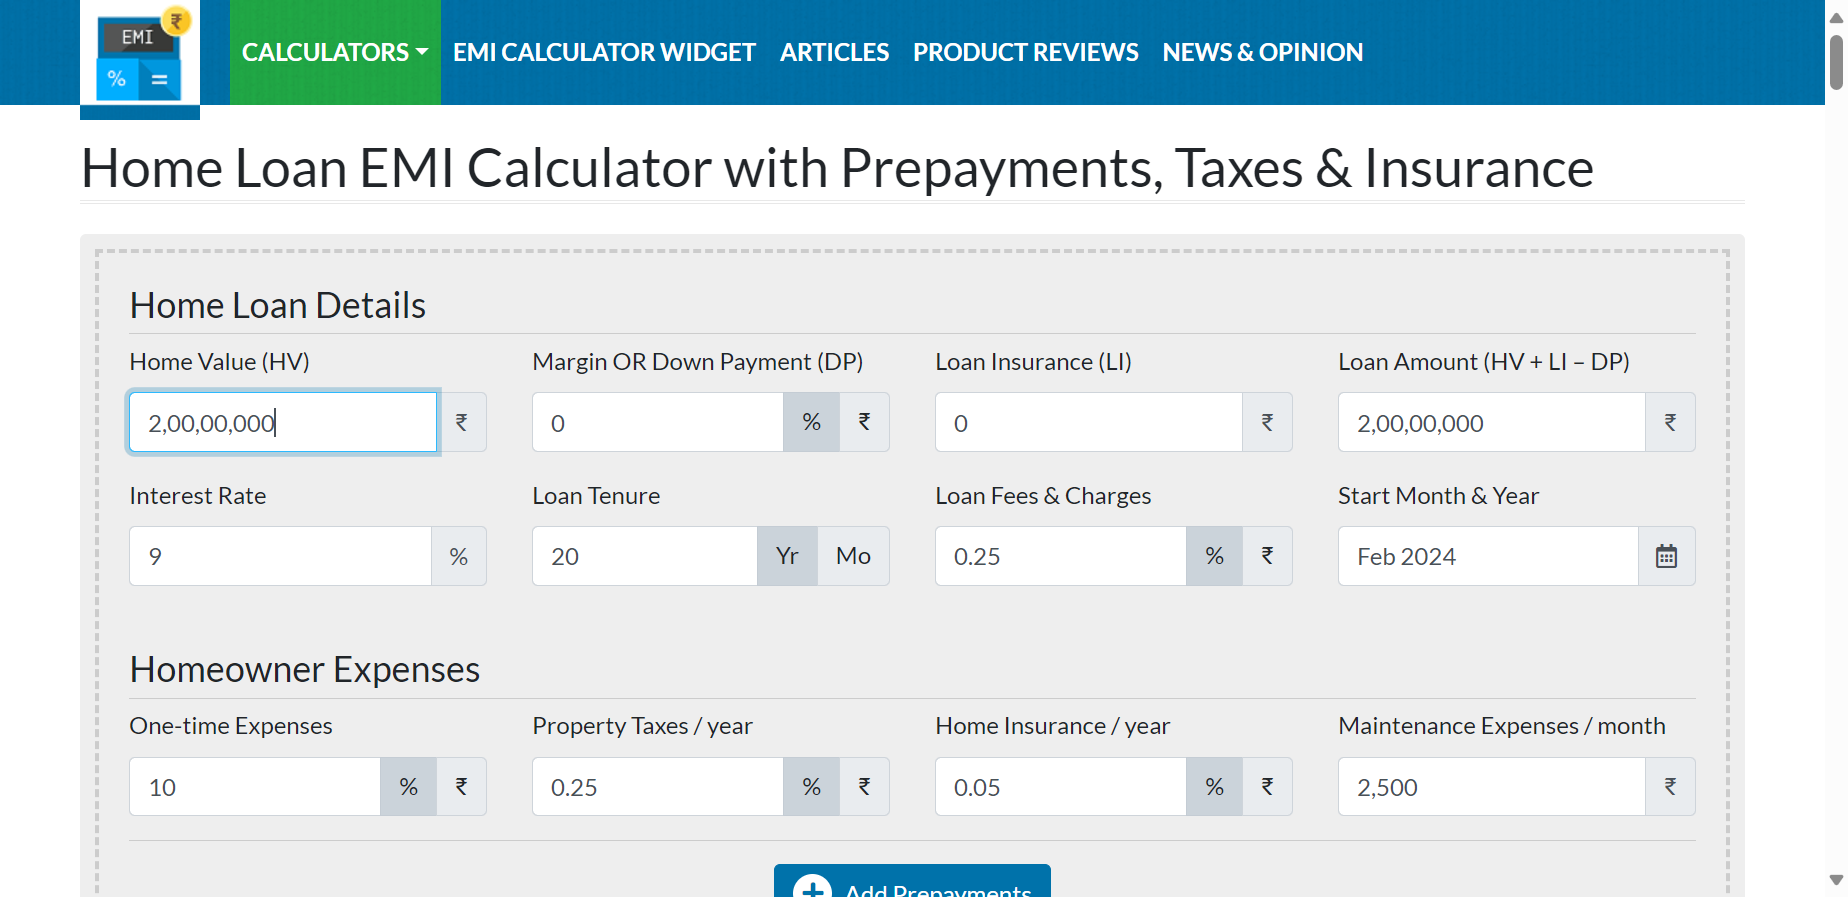 EMI
₹
%
=
CALCULATORS EMI CALCULATOR WIDGET ARTICLES PRODUCT REVIEWS NEWS & OPINION
Home Loan EMI Calculator with Prepayments, Taxes & Insurance
Home Loan Details
Home Value (HV) Margin OR Down Payment (DP) Loan Insurance (LI) Loan Amount (HV + LI – DP)
2,00,00,000 ₹ 0 % ₹ 0 ₹ 2,00,00,000 ₹
Interest Rate Loan Tenure Loan Fees & Charges Start Month & Year
9 % 20 Yr Mo 0.25 % ₹ Feb 2024
Homeowner Expenses
One-time Expenses Property Taxes / year Home Insurance / year Maintenance Expenses / month
10 % ₹ 0.25 % ₹ 0.05 % ₹ 2,500 ₹
Add Prepayments